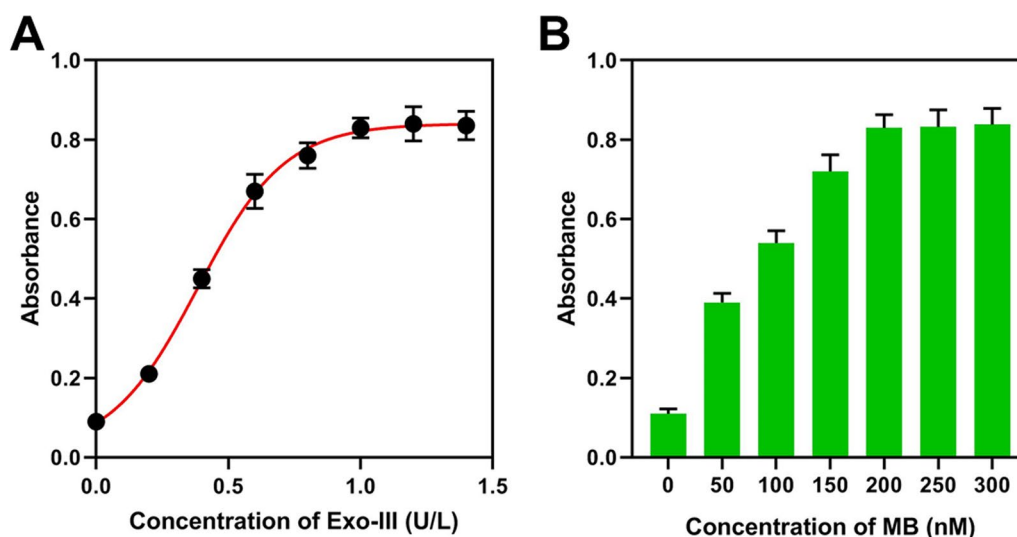 A
B
Absorbance
1.0
0.8
0.6
0.4
0.2
0.0
0.0 0.5 1.0 1.5
Concentration of Exo-III (U/L)
Absorbance
1.0
0.8
0.6
0.4
0.2
0.0
0 50 100 150 200 250 300
Concentration of MB (nM)